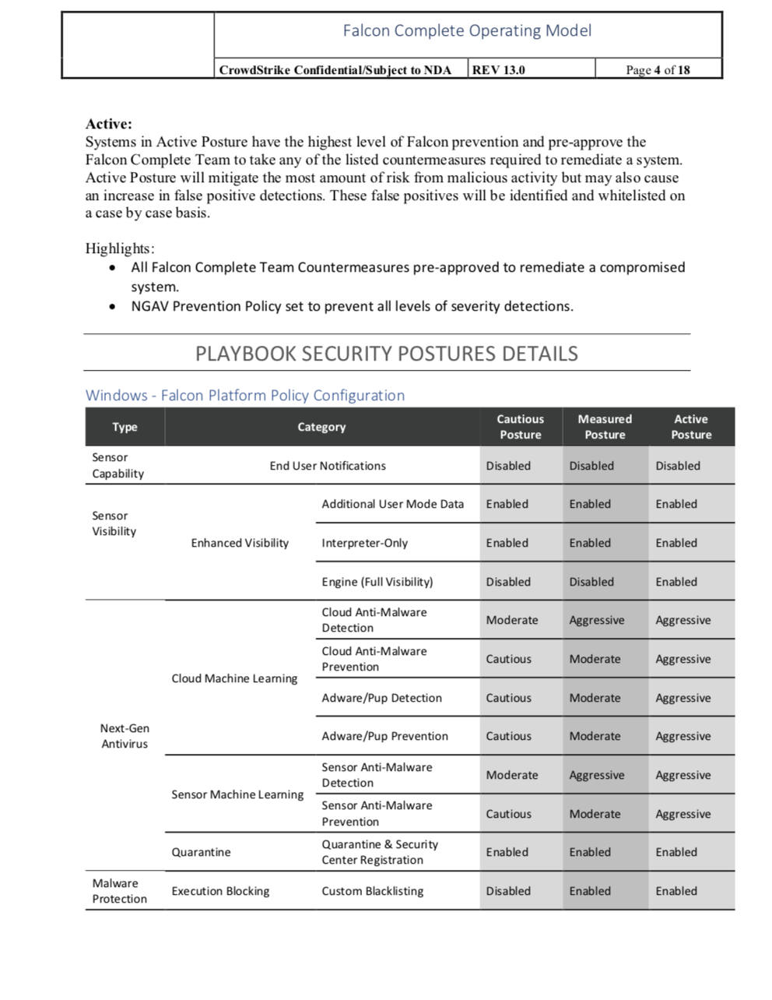 Falcon Complete Operating Model
CrowdStrike Confidential/Subject to NDA REV 13.0 Page 4 of 18
Active:
Systems in Active Posture have the highest level of Falcon prevention and pre-approve the
Falcon Complete Team to take any of the listed countermeasures required to remediate a system.
Active Posture will mitigate the most amount of risk from malicious activity but may also cause
an increase in false positive detections. These false positives will be identified and whitelisted on
a case by case basis.
Highlights:
• All Falcon Complete Team Countermeasures pre-approved to remediate a compromised
system.
• NGAV Prevention Policy set to prevent all levels of severity detections.
PLAYBOOK SECURITY POSTURES DETAILS
Windows - Falcon Platform Policy Configuration
Type Category Cautious Posture Measured Posture Active Posture
Sensor Capability End User Notifications Disabled Disabled Disabled
Sensor Visibility Enhanced Visibility Additional User Mode Data Enabled Enabled Enabled
Interpreter-Only Enabled Enabled Enabled
Engine (Full Visibility) Disabled Disabled Enabled
Next-Gen Antivirus Cloud Machine Learning Cloud Anti-Malware Detection Moderate Aggressive Aggressive
Cloud Anti-Malware Prevention Cautious Moderate Aggressive
Adware/Pup Detection Cautious Moderate Aggressive
Adware/Pup Prevention Cautious Moderate Aggressive
Sensor Machine Learning Sensor Anti-Malware Detection Moderate Aggressive Aggressive
Sensor Anti-Malware Prevention Cautious Moderate Aggressive
Quarantine Quarantine & Security Center Registration Enabled Enabled Enabled
Malware Protection Execution Blocking Custom Blacklisting Disabled Enabled Enabled